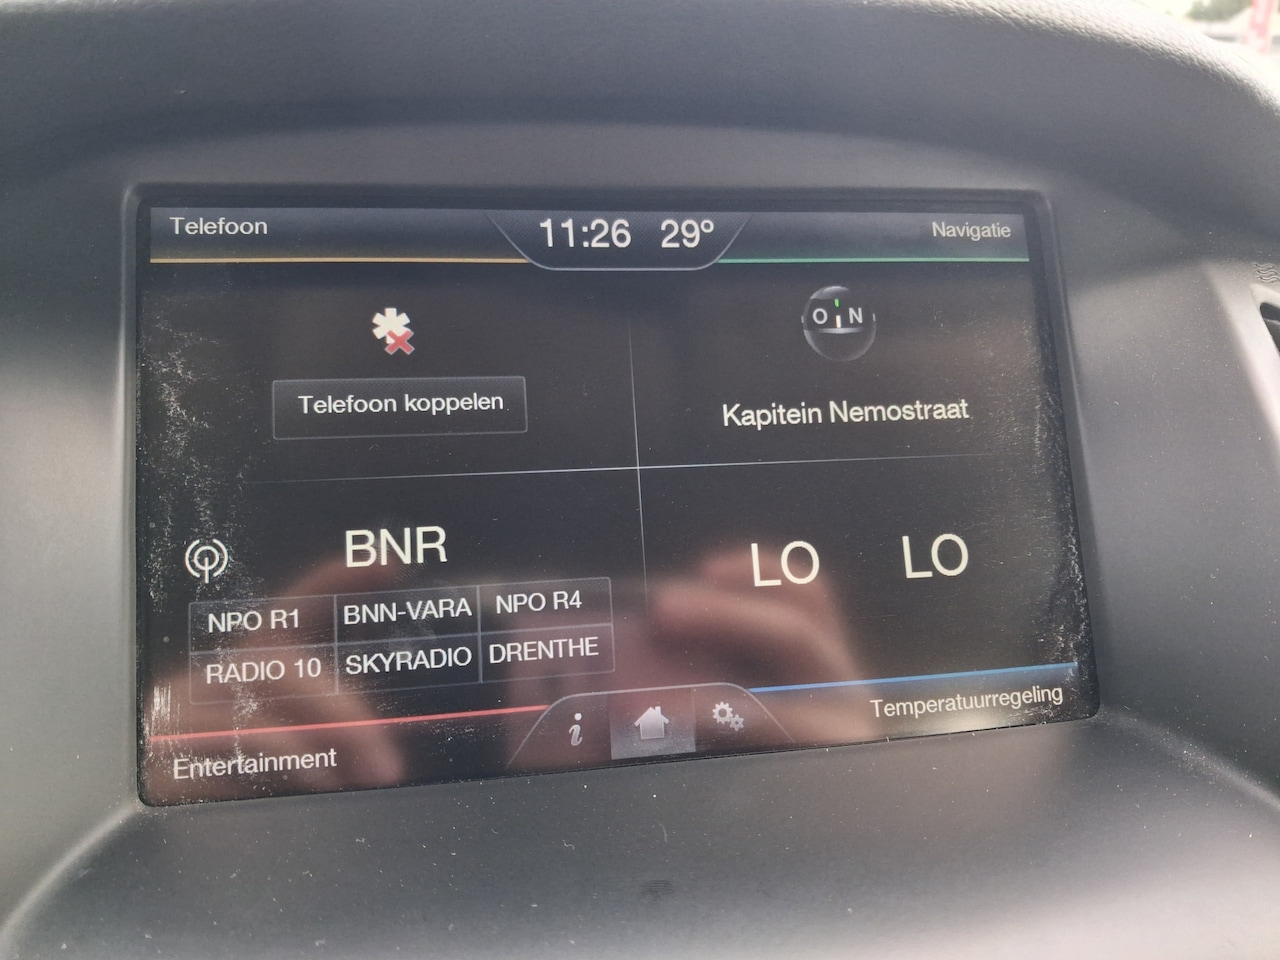 Telefoon
11:26 29º
Navigatie
O N
Telefoon koppelen
Kapitein Nemostraat
BNR
LO LO
NPO R1 BNN-VARA NPO R4
RADIO 10 SKYRADIO DRENTHE
i
Entertainment
Temperatuurregeling